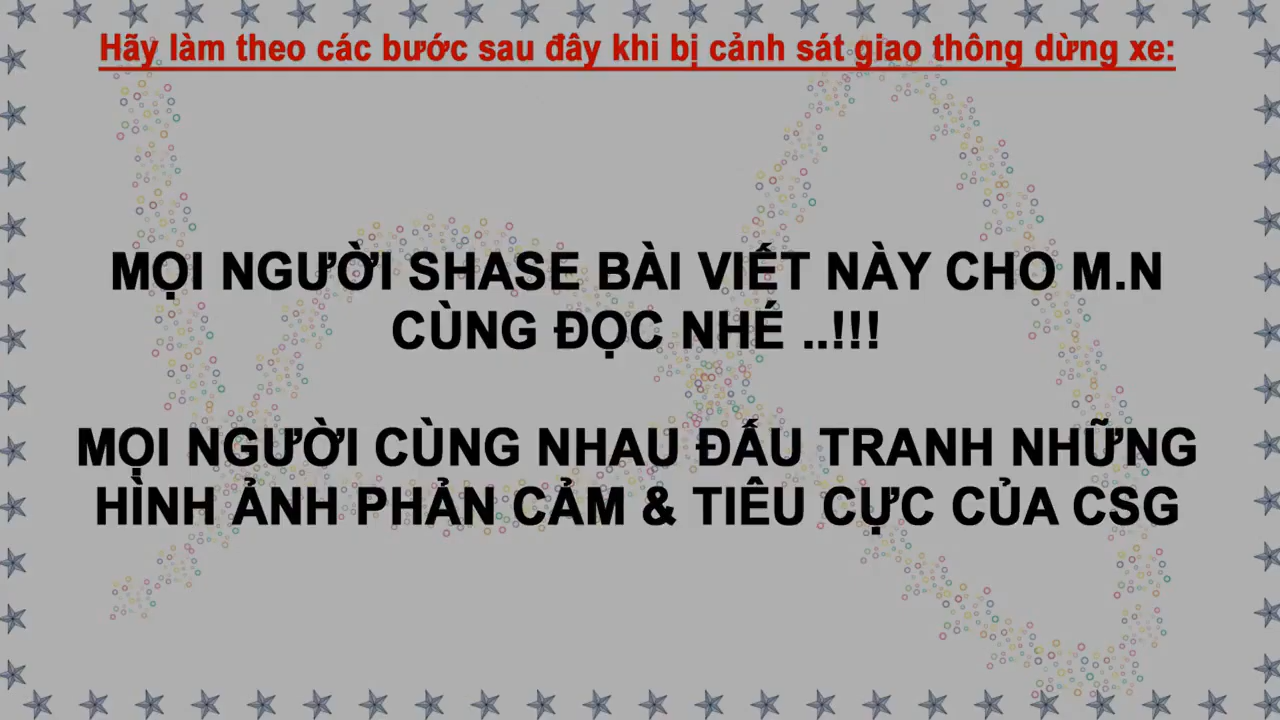 Hãy làm theo các bước sau đây khi bị cảnh sát giao thông dừng xe:
MỌI NGƯỜI SHASE BÀI VIẾT NÀY CHO M.N
CÙNG ĐỌC NHÉ ..!!!
MỌI NGƯỜI CÙNG NHAU ĐẤU TRANH NHỮNG
HÌNH ẢNH PHẢN CẢM & TIÊU CỰC CỦA CSG